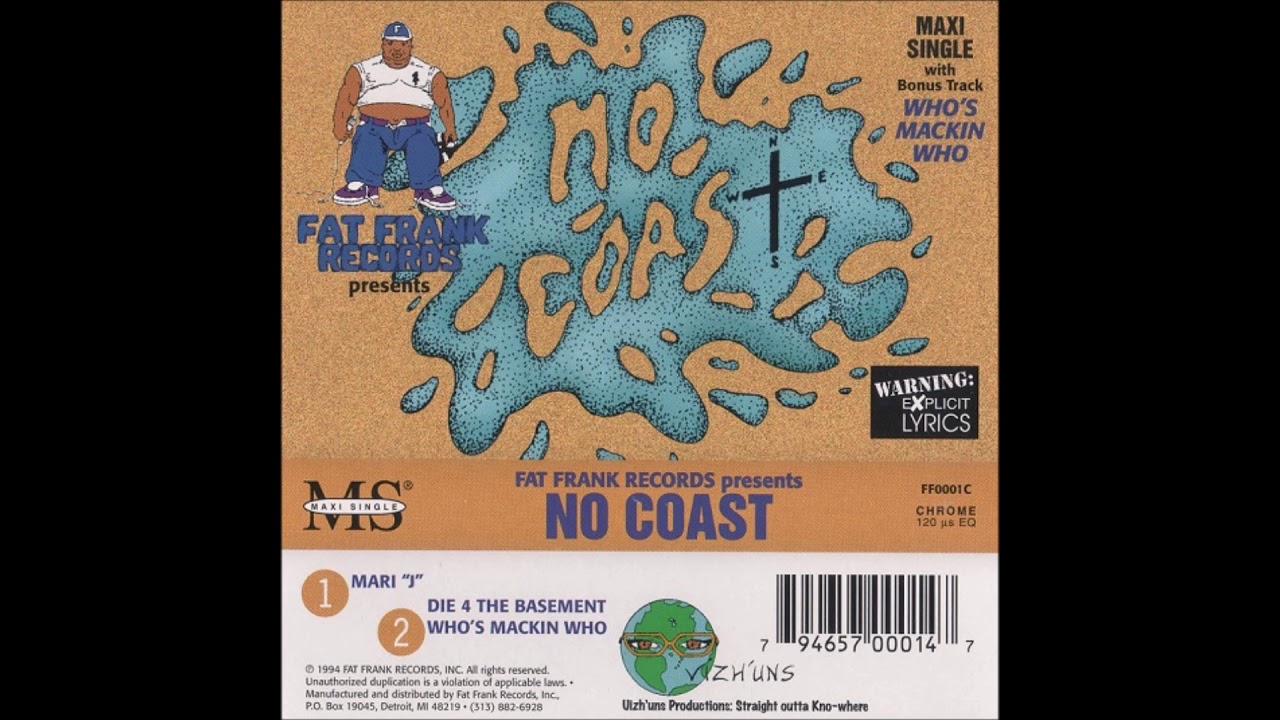 F
FAT FRANK
RECORDS
presents
NO
COAST
N
W
E
S
MAXI
SINGLE
with
Bonus Track
WHO'S
MACKIN
WHO
WARNING:
EXPLICIT
LYRICS
MS®
MAXI SINGLE
FAT FRANK RECORDS presents
NO COAST
FF0001C
CHROME
120 µs EQ
1 MARI "J"
2 DIE 4 THE BASEMENT
WHO'S MACKIN WHO
℗ 1994 FAT FRANK RECORDS, INC. All rights reserved.
Unauthorized duplication is a violation of applicable laws. •
Manufactured and distributed by Fat Frank Records, Inc.,
P.O. Box 19045, Detroit, MI 48219 • (313) 882-6928
VIZH'UNS
Vizh'uns Productions: Straight outta Kno-where
7 94657 00014 7